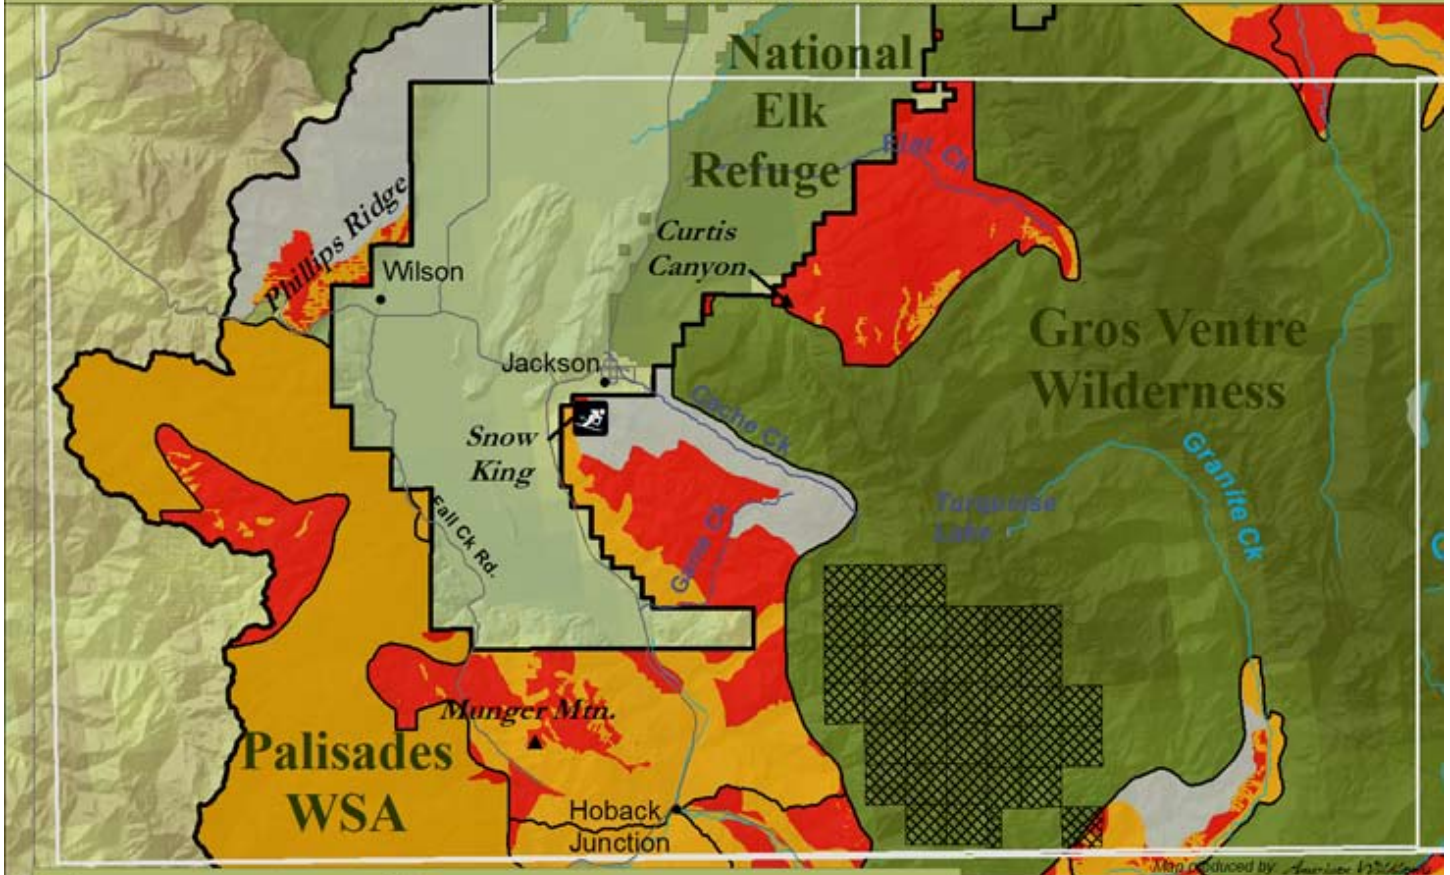 National
Elk
Refuge
Flat Ck
Phillips Ridge
Curtis
Canyon
Wilson
Gros Ventre
Wilderness
Jackson
Cache Ck
Snow
King
Granite Ck
Turquoise
Lake
Fall Ck Rd.
Game Ck
C
Munger Mtn.
Palisades
WSA
Hoback
Junction
Map produced by: American